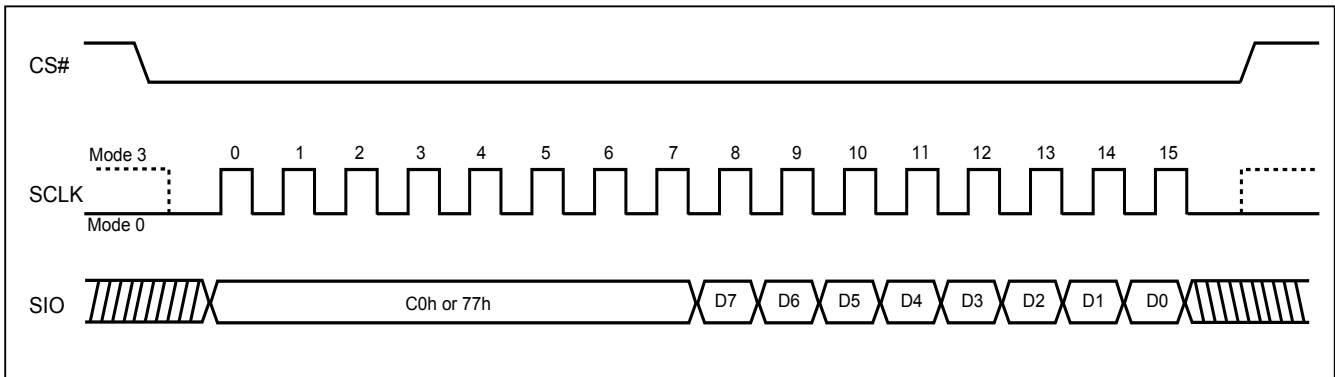 CS#
Mode 3 0 1 2 3 4 5 6 7 8 9 10 11 12 13 14 15
SCLK
Mode 0
SIO C0h or 77h D7 D6 D5 D4 D3 D2 D1 D0